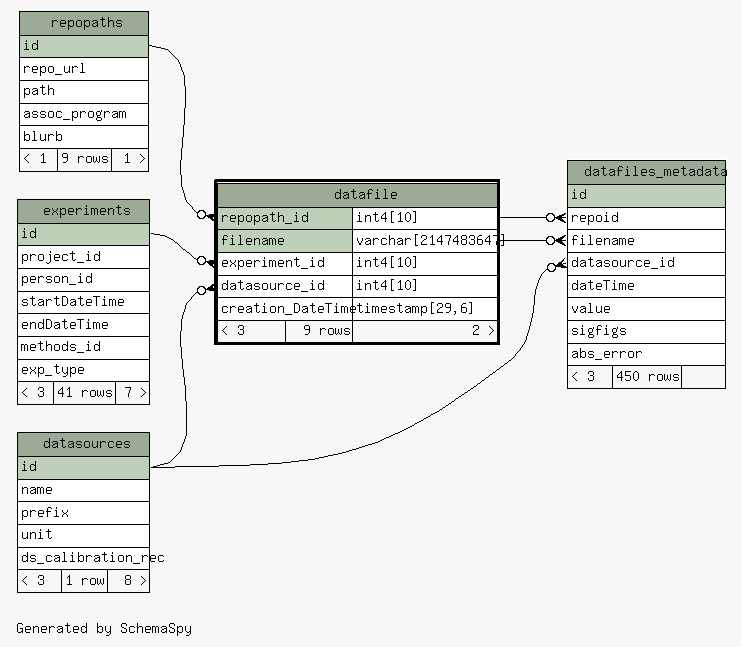 repopaths
id
repo_url
path
assoc_program
blurb
< 1 9 rows 1 >
experiments
id
project_id
person_id
startDateTime
endDateTime
methods_id
exp_type
< 3 41 rows 7 >
datasources
id
name
prefix
unit
ds_calibration_rec
< 3 1 row 8 >
datafile
repopath_id int4[10]
filename varchar[2147483647]
experiment_id int4[10]
datasource_id int4[10]
creation_DateTime timestamp[29,6]
< 3 9 rows 2 >
datafiles_metadata
id
repoid
filename
datasource_id
dateTime
value
sigfigs
abs_error
< 3 450 rows
Generated by SchemaSpy